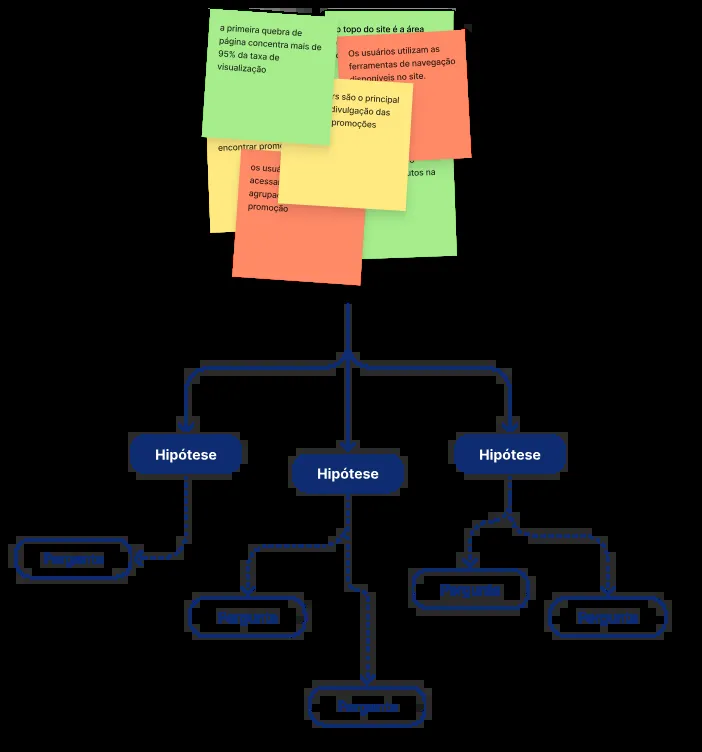 a primeira quebra de
página concentra mais de
95% da taxa de
visualização
o topo do site é a área
Os usuários utilizam as
ferramentas de navegação
disponíveis no site.
rs são o principal
divulgação das
promoções
encontrar prom
os usuá
acessa
agrupa
promoção
utos na
Hipótese
Hipótese
Hipótese
Pergunta
Pergunta
Pergunta
Pergunta
Pergunta